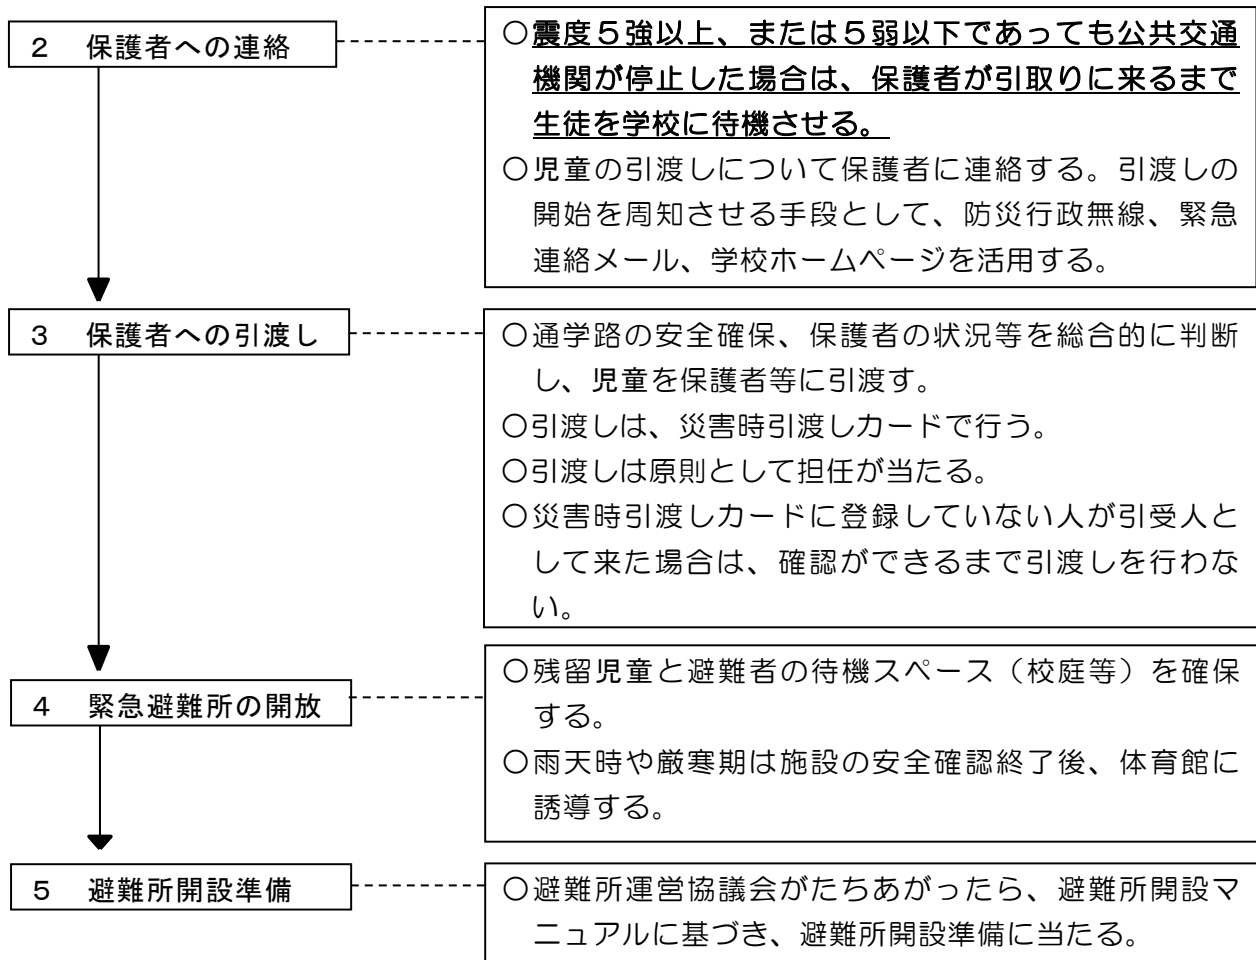 ２　保護者への連絡
○震度５強以上、または５弱以下であっても公共交通
機関が停止した場合は、保護者が引取りに来るまで
生徒を学校に待機させる。
○児童の引渡しについて保護者に連絡する。引渡しの
開始を周知させる手段として、防災行政無線、緊急
連絡メール、学校ホームページを活用する。
３　保護者への引渡し
○通学路の安全確保、保護者の状況等を総合的に判断
し、児童を保護者等に引渡す。
○引渡しは、災害時引渡しカードで行う。
○引渡しは原則として担任が当たる。
○災害時引渡しカードに登録していない人が引受人と
して来た場合は、確認ができるまで引渡しを行わな
い。
４　緊急避難所の開放
○残留児童と避難者の待機スペース（校庭等）を確保
する。
○雨天時や厳寒期は施設の安全確認終了後、体育館に
誘導する。
５　避難所開設準備
○避難所運営協議会がたちあがったら、避難所開設マ
ニュアルに基づき、避難所開設準備に当たる。